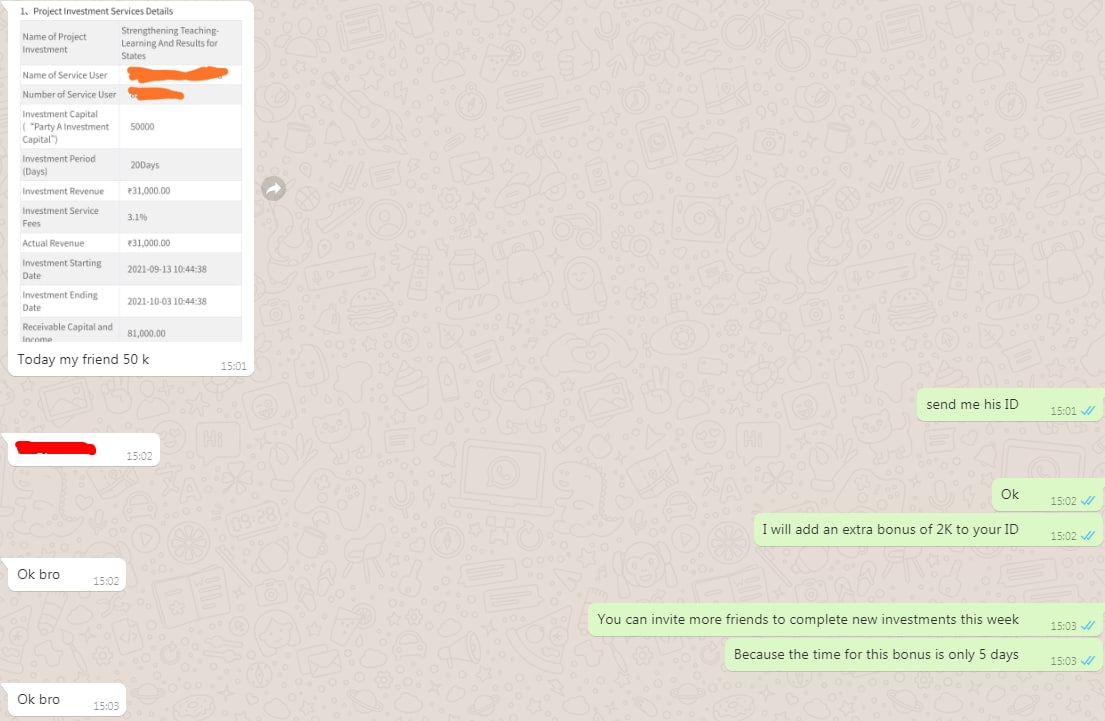 1、Project Investment Services Details
Name of Project
Investment
Strengthening Teaching-
Learning And Results for
States
Name of Service User
Number of Service User
Investment Capital
( “Party A Investment
Capital”)
50000
Investment Period
(Days)
20Days
Investment Revenue
₹31,000.00
Investment Service
Fees
3.1%
Actual Revenue
₹31,000.00
Investment Starting
Date
2021-09-13 10:44:38
Investment Ending
Date
2021-10-03 10:44:38
Receivable Capital and
Income
81,000.00
Today my friend 50 k
15:01
send me his ID
15:01
15:02
Ok
15:02
I will add an extra bonus of 2K to your ID
15:02
Ok bro
15:02
You can invite more friends to complete new investments this week
15:03
Because the time for this bonus is only 5 days
15:03
Ok bro
15:03